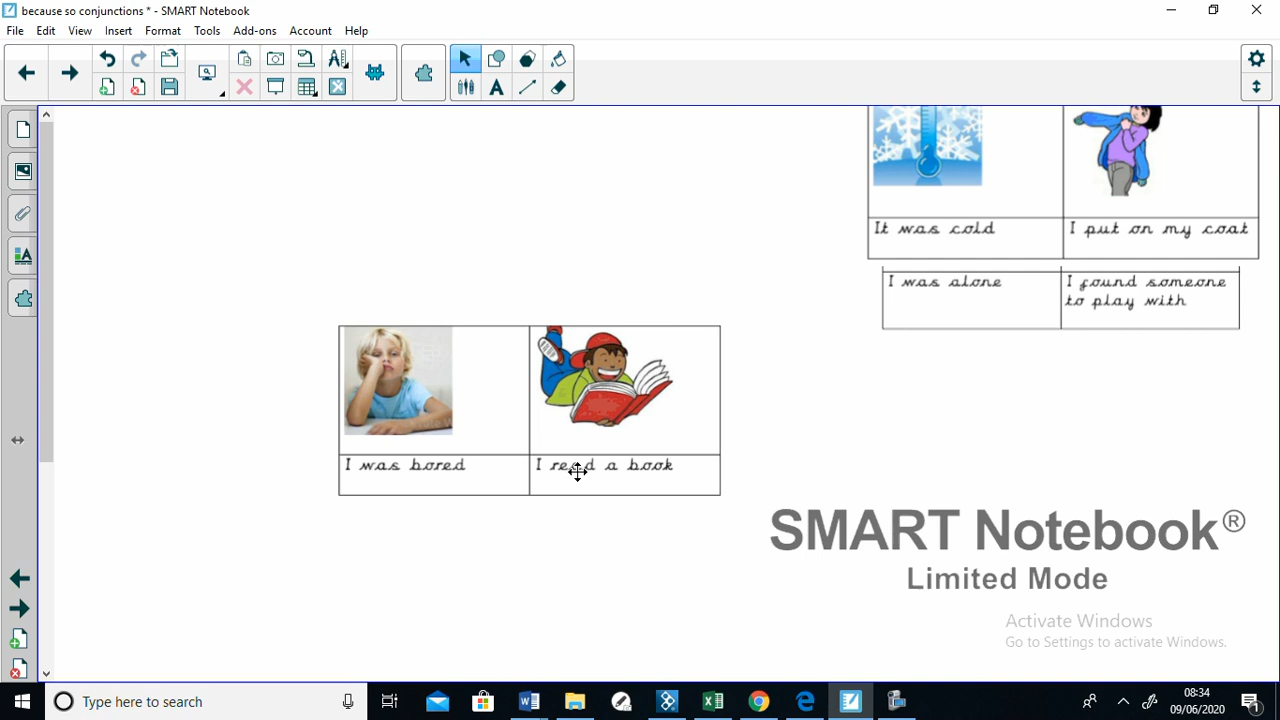 because so conjunctions * - SMART Notebook
File Edit View Insert Format Tools Add-ons Account Help
It was cold
I put on my coat
I was alone
I found someone
to play with
I was bored
I read a book
SMART Notebook®
Limited Mode
Activate Windows
Go to Settings to activate Windows.
Type here to search
08:34
09/06/2020
1